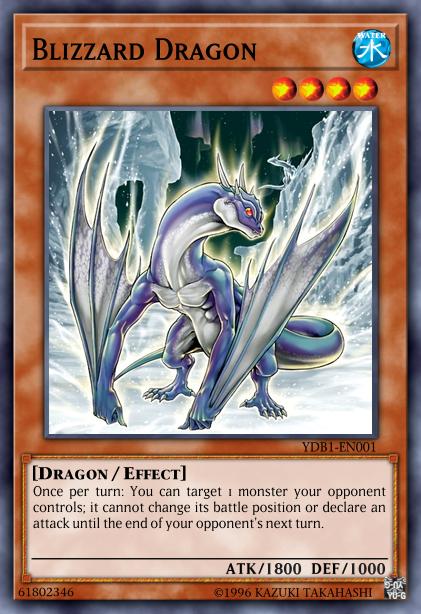 BLIZZARD DRAGON
WATER
水
YDB1-EN001
[DRAGON / EFFECT]
Once per turn: You can target 1 monster your opponent
controls; it cannot change its battle position or declare an
attack until the end of your opponent's next turn.
ATK/1800 DEF/1000
61802346
©1996 KAZUKI TAKAHASHI